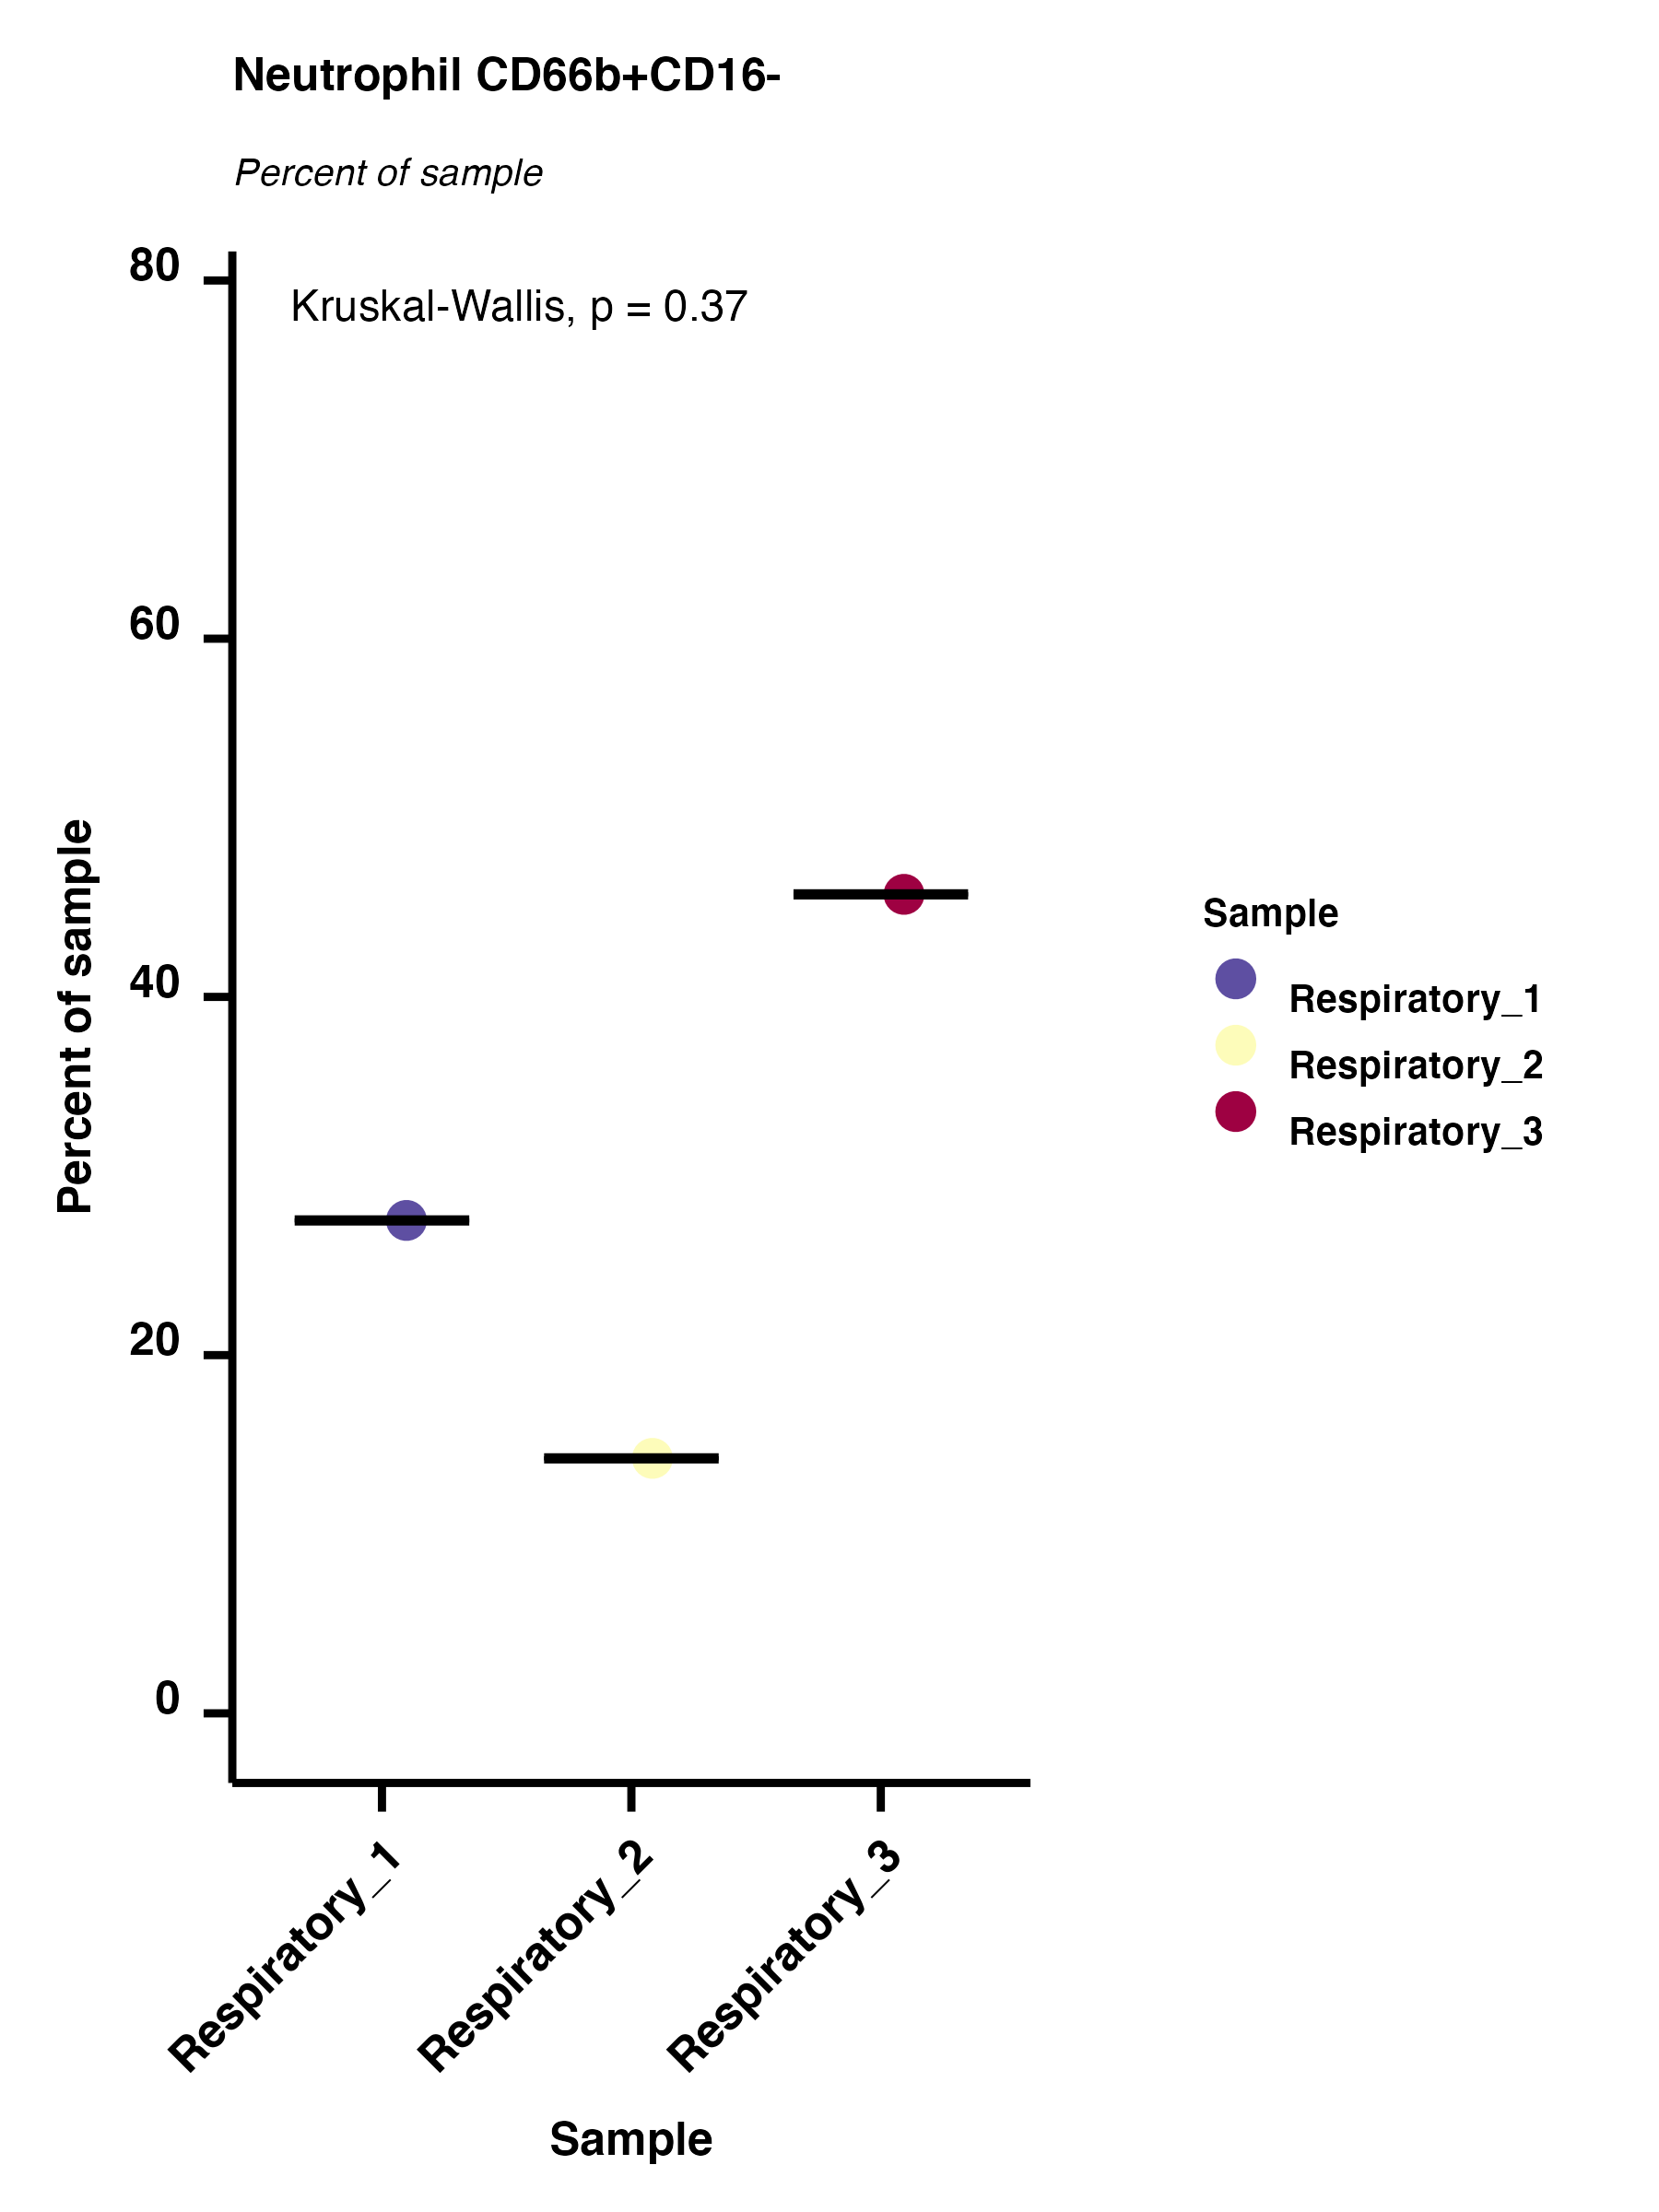 Neutrophil CD66b+CD16-
Percent of sample
80
Kruskal-Wallis, p = 0.37
60
40
20
0
Percent of sample
Sample
Respiratory_1
Respiratory_2
Respiratory_3
Respiratory_1
Respiratory_2
Respiratory_3
Sample